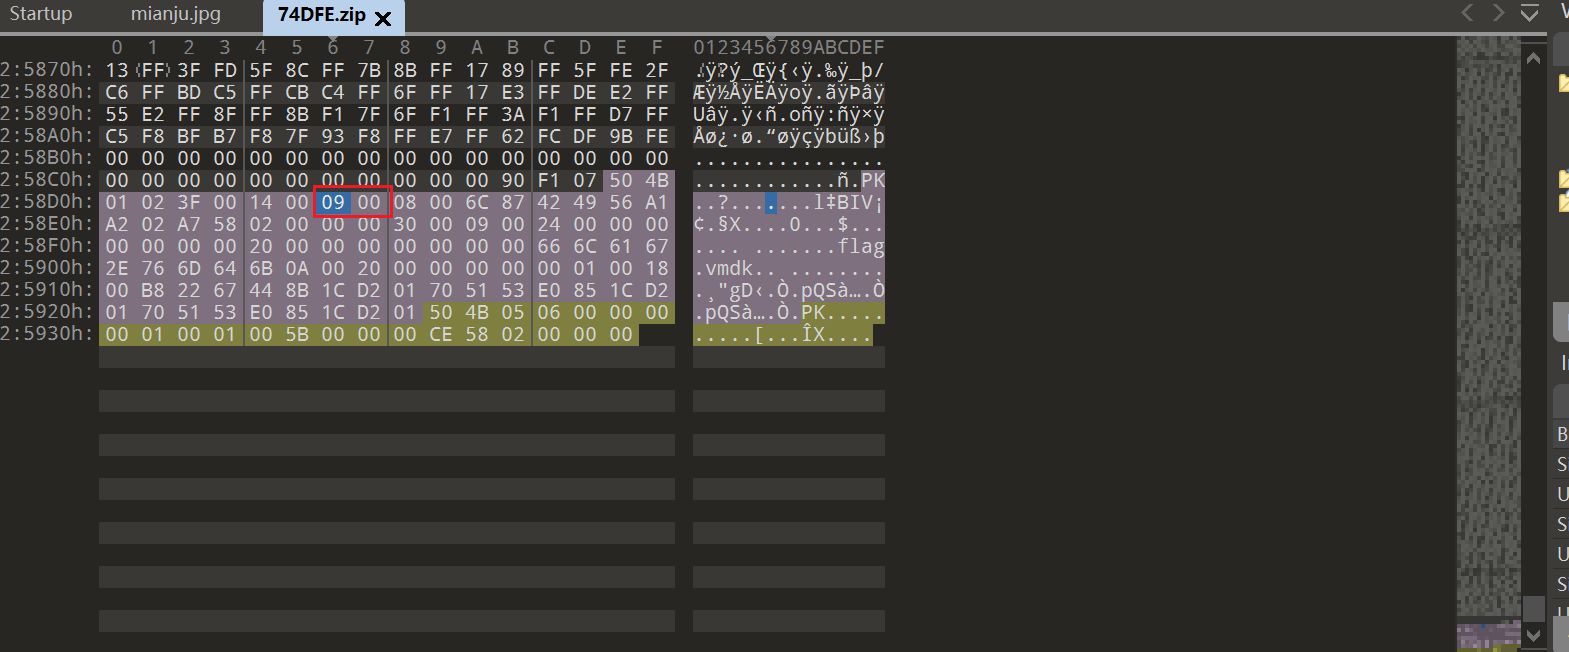 Startup mianju.jpg 74DFE.zip
0 1 2 3 4 5 6 7 8 9 A B C D E F 0123456789ABCDEF
2:5870h: 13 FF 3F FD 5F 8C FF 7B 8B FF 17 89 FF 5F FE 2F .ÿ?ý_Œÿ{‹ÿ.‰ÿ_þ/
2:5880h: C6 FF BD C5 FF CB C4 FF 6F FF 17 E3 FF DE E2 FF Æÿ½ÅÿËÄÿoÿ.ãÿÞâÿ
2:5890h: 55 E2 FF 8F FF 8B F1 7F 6F F1 FF 3A F1 FF D7 FF Uâÿ.ÿ‹ñ.oñÿ:ñÿ×ÿ
2:58A0h: C5 F8 BF B7 F8 7F 93 F8 FF E7 FF 62 FC DF 9B FE Åø¿·ø.“øÿçÿbüß›þ
2:58B0h: 00 00 00 00 00 00 00 00 00 00 00 00 00 00 00 00 ................
2:58C0h: 00 00 00 00 00 00 00 00 00 00 00 90 F1 07 50 4B ............ñ.PK
2:58D0h: 01 02 3F 00 14 00 09 00 08 00 6C 87 42 49 56 A1 ..?.......l‡BIV¡
2:58E0h: A2 02 A7 58 02 00 00 00 30 00 09 00 24 00 00 00 ¢.§X....0...$...
2:58F0h: 00 00 00 00 20 00 00 00 00 00 00 00 66 6C 61 67 ............flag
2:5900h: 2E 76 6D 64 6B 0A 00 20 00 00 00 00 00 01 00 18 .vmdk...........
2:5910h: 00 B8 22 67 44 8B 1C D2 01 70 51 53 E0 85 1C D2 .¸"gD‹.Ò.pQSà….Ò
2:5920h: 01 70 51 53 E0 85 1C D2 01 50 4B 05 06 00 00 00 .pQSà….Ò.PK.....
2:5930h: 00 01 00 01 00 5B 00 00 00 CE 58 02 00 00 00 .....[...ÎX....